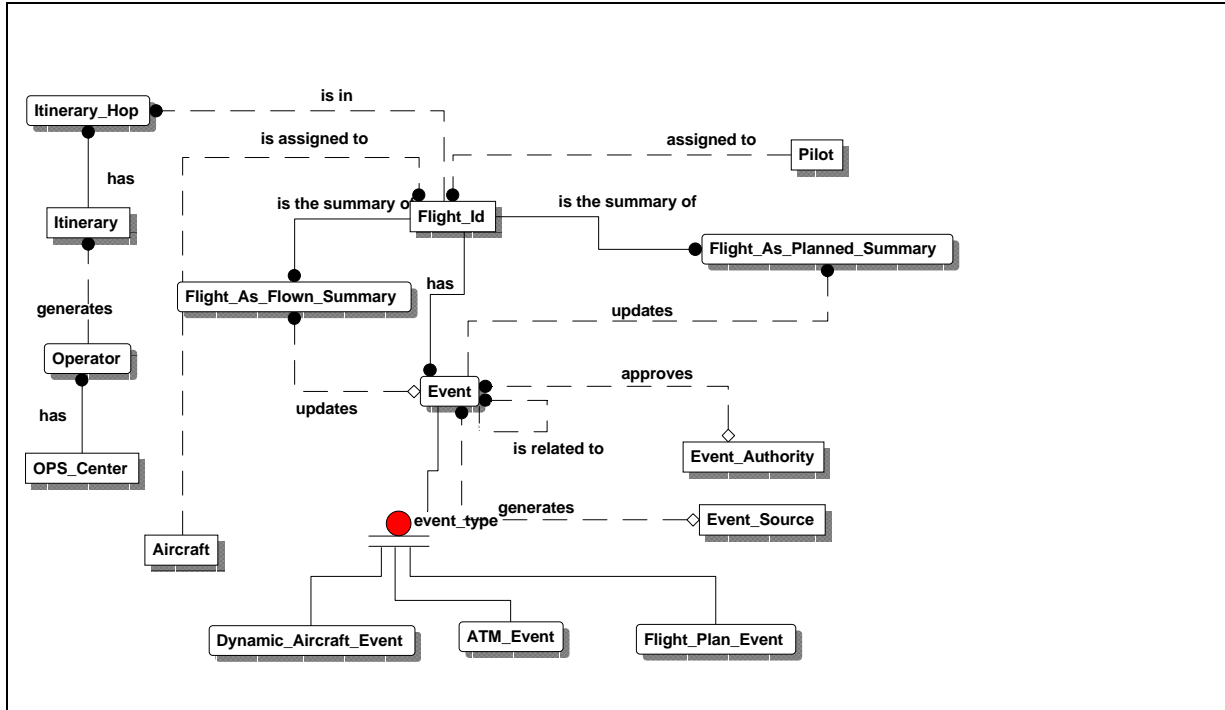 is in
Itinerary_Hop
is assigned to
assigned to
Pilot
has
is the summary of
Flight_Id
is the summary of
Itinerary
Flight_As_Planned_Summary
has
Flight_As_Flown_Summary
generates
updates
Operator
approves
Event
updates
has
is related to
Event_Authority
OPS_Center
generates
event_type
Event_Source
Aircraft
Dynamic_Aircraft_Event
ATM_Event
Flight_Plan_Event